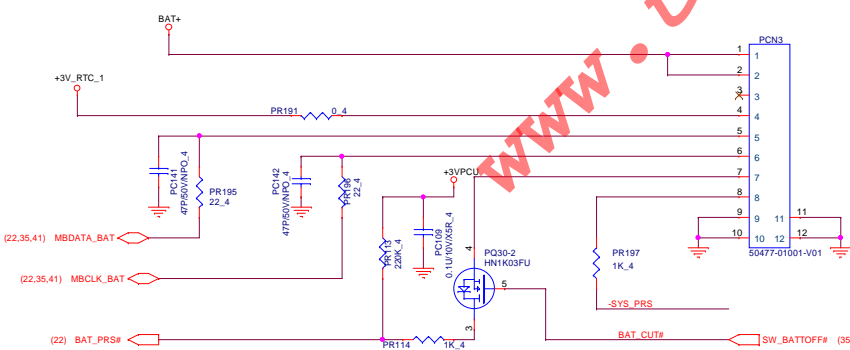 BAT+
PCN3
1 1
2 2
+3V_RTC_1
3 3
PR191 0_4
4 4
5 5
6 6
7 7
8 8
9 9 11 11
10 10 12 12
50477-01001-V01
PC141
47P/50V/NPO_4
PR195
22_4
PC142
47P/50V/NPO_4
PR196
22_4
+3VPCU
(22,35,41) MBDATA_BAT
PR113
220K_4
PC109
0.1U/10V/X5R_4
4
PQ30-2
HN1K03FU
5
3
PR197
1K_4
(22,35,41) MBCLK_BAT
-SYS_PRS
(22) BAT_PRS#
PR114 1K_4
BAT_CUT#
SW_BATTOFF# (35
www.